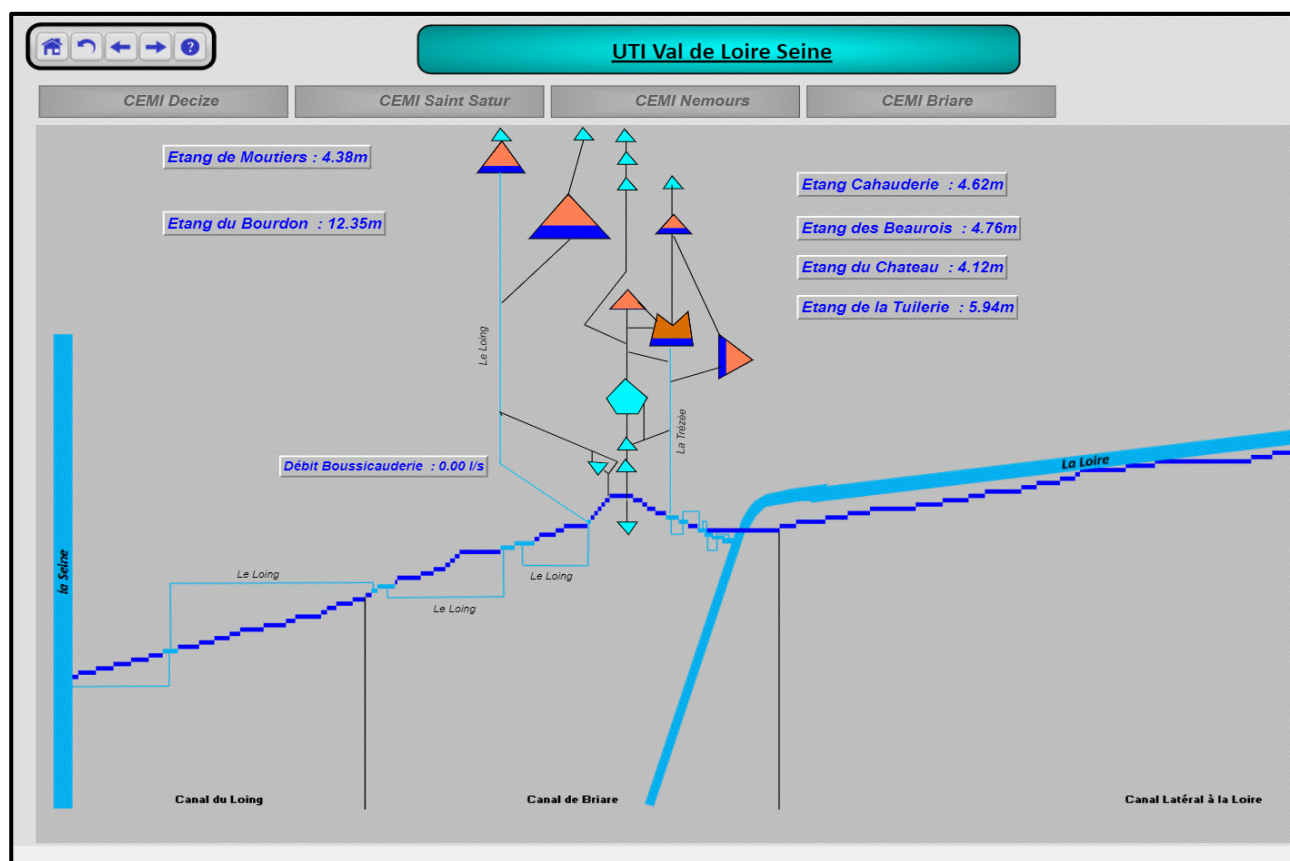 UTI Val de Loire Seine
CEMI Decize
CEMI Saint Satur
CEMI Nemours
CEMI Briare
Etang de Moutiers : 4.38m
Etang du Bourdon : 12.35m
Etang Cahauderie : 4.62m
Etang des Beaurois : 4.76m
Etang du Chateau : 4.12m
Etang de la Tuilerie : 5.94m
Le Loing
La Trézée
Débit Boussicauderie : 0.00 l/s
La Loire
la Seine
Le Loing
Le Loing
Le Loing
Canal du Loing
Canal de Briare
Canal Latéral à la Loire